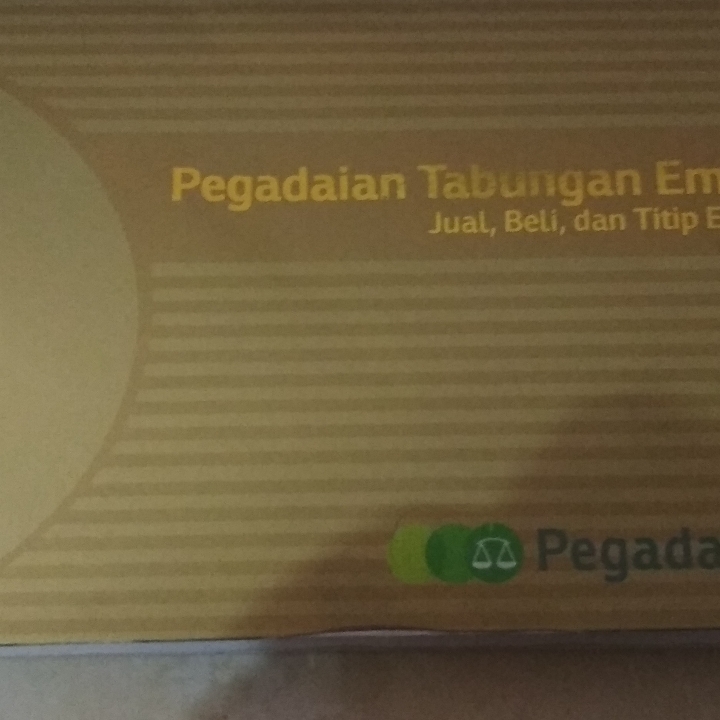 Pegadaian Tabungan Em
Jual, Beli, dan Titip E
Pegada